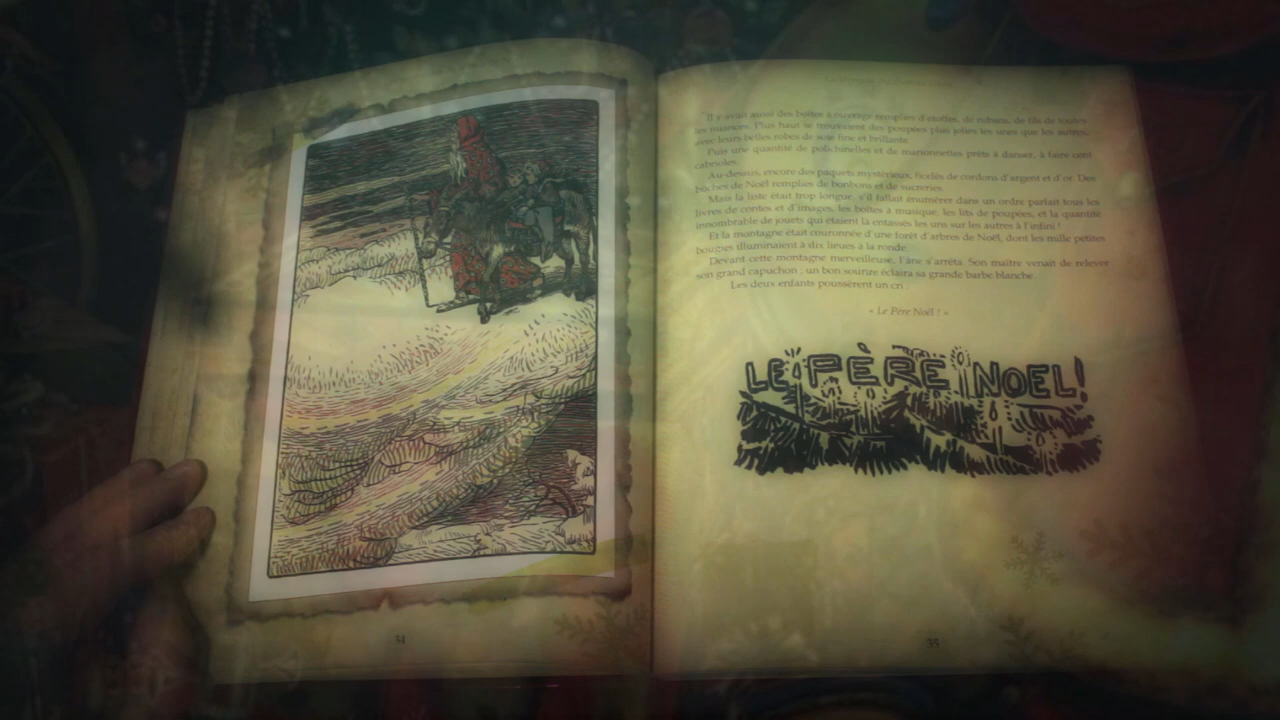 Il y avait aussi des boîtes à ouvrage remplies d'étoffes, de rubans, de fils de toutes
les nuances. Plus haut se trouvaient des poupées plus jolies les unes que les autres,
avec leurs belles robes de soie fine et brillante.
Puis une quantité de polichinelles et de marionnettes prêts à danser, à faire cent
cabrioles.
Au-dessus, encore des paquets mystérieux, ficelés de cordons d'argent et d'or. Des
bûches de Noël remplies de bonbons et de sucreries.
Mais la liste était trop longue, s'il fallait énumérer dans un ordre parfait tous les
livres de contes et d'images, les boîtes à musique, les lits de poupées, et la quantité
innombrable de jouets qui étaient là entassés les uns sur les autres à l'infini !
Et la montagne était couronnée d'une forêt d'arbres de Noël, dont les mille petites
bougies illuminaient à dix lieues à la ronde.
Devant cette montagne merveilleuse, l'âne s'arrêta. Son maître venait de relever
son grand capuchon ; un bon sourire éclaira sa grande barbe blanche.
Les deux enfants poussèrent un cri :
« Le Père Noël ! »
LE PÈRE NOEL!
34
35